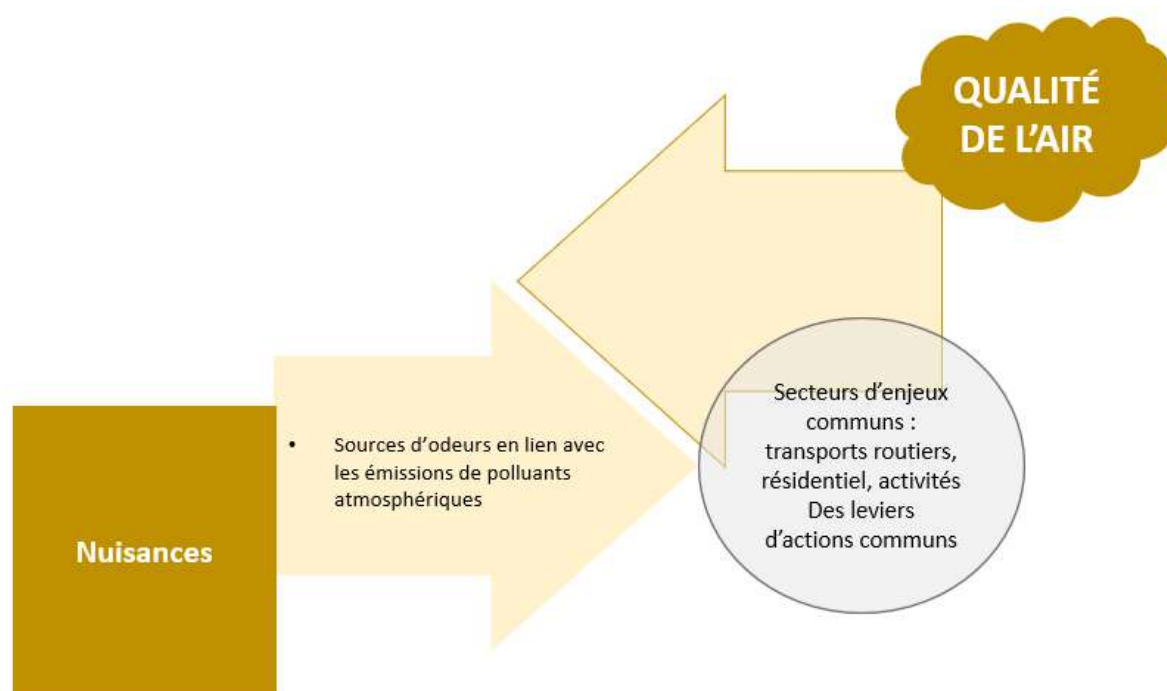 QUALITÉ
DE L'AIR
• Sources d'odeurs en lien avec
les émissions de polluants
atmosphériques
Nuisances
Secteurs d'enjeux
communs :
transports routiers,
résidentiel, activités
Des leviers
d'actions communs